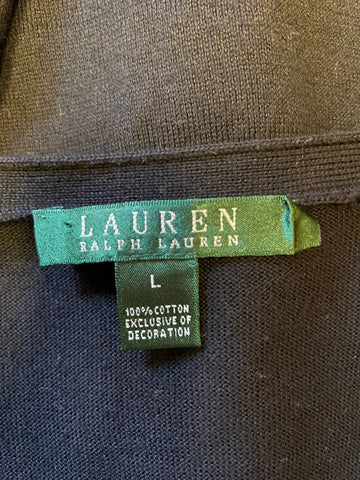 LAUREN
RALPH LAUREN
L
100% COTTON
EXCLUSIVE OF
DECORATION